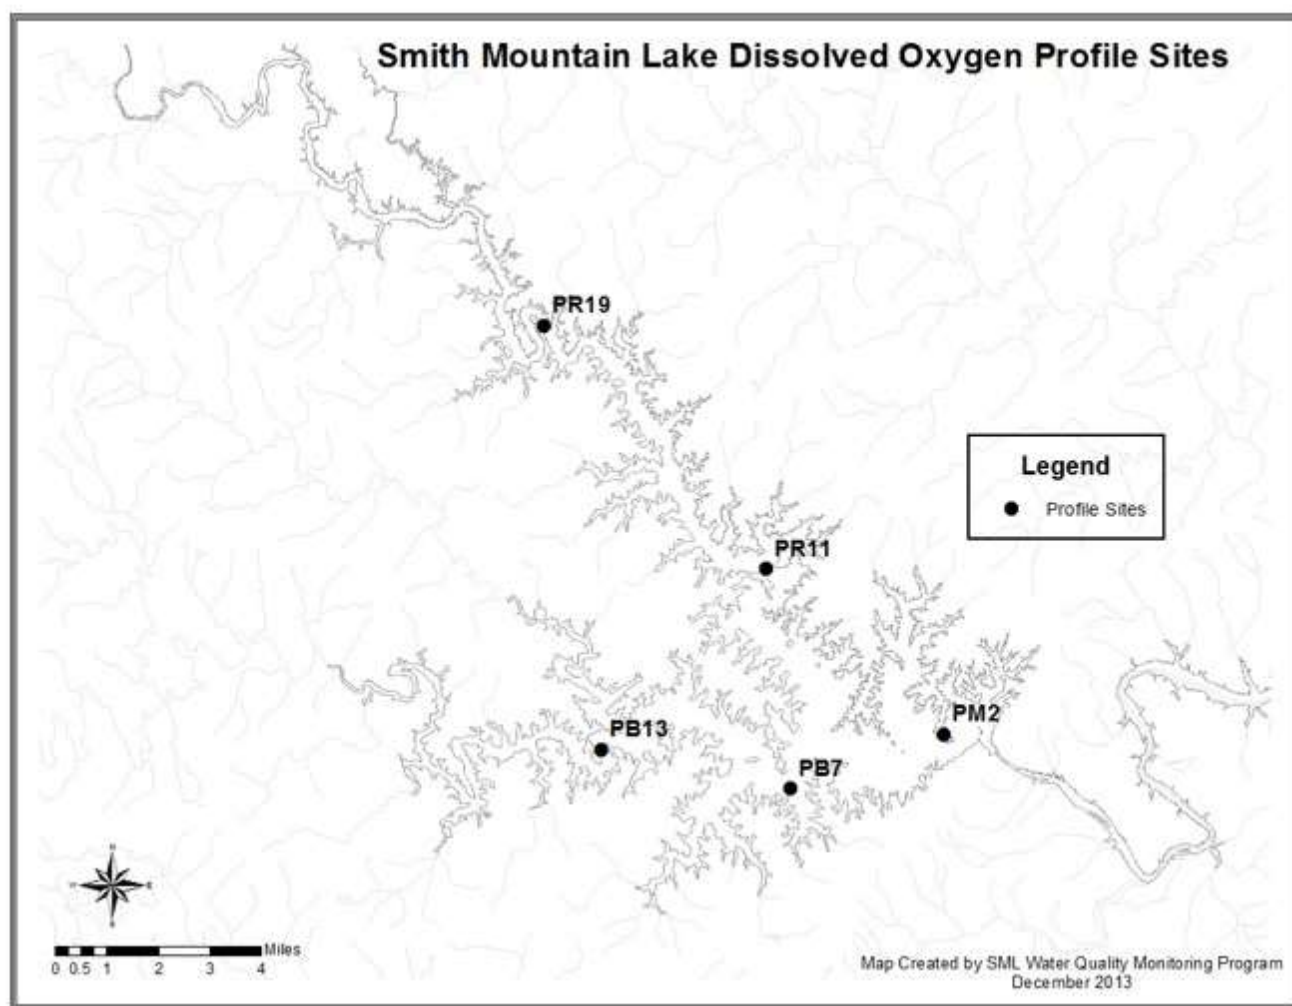 Smith Mountain Lake Dissolved Oxygen Profile Sites
PR19
Legend
Profile Sites
PR11
PM2
PB13
PB7
N
W
E
S
Miles
0 0.5 1 2 3 4
Map Created by SML Water Quality Monitoring Program
December 2013